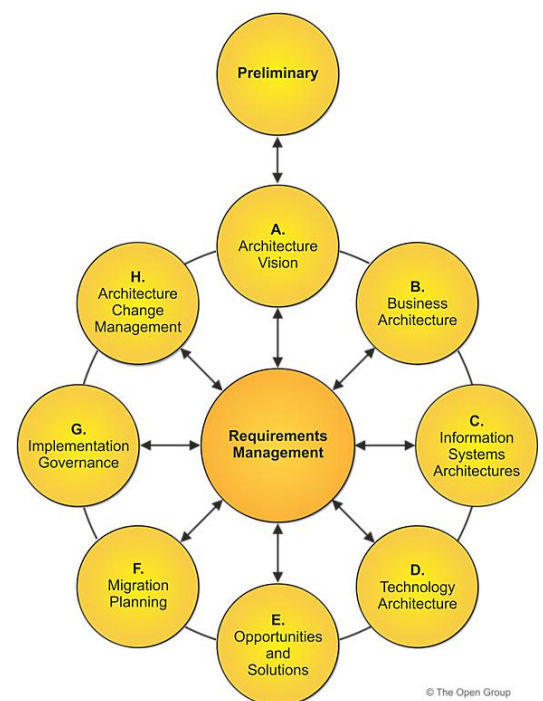 Preliminary
A.
Architecture
Vision
B.
Business
Architecture
C.
Information
Systems
Architectures
D.
Technology
Architecture
E.
Opportunities
and
Solutions
F.
Migration
Planning
G.
Implementation
Governance
H.
Architecture
Change
Management
Requirements
Management
© The Open Group